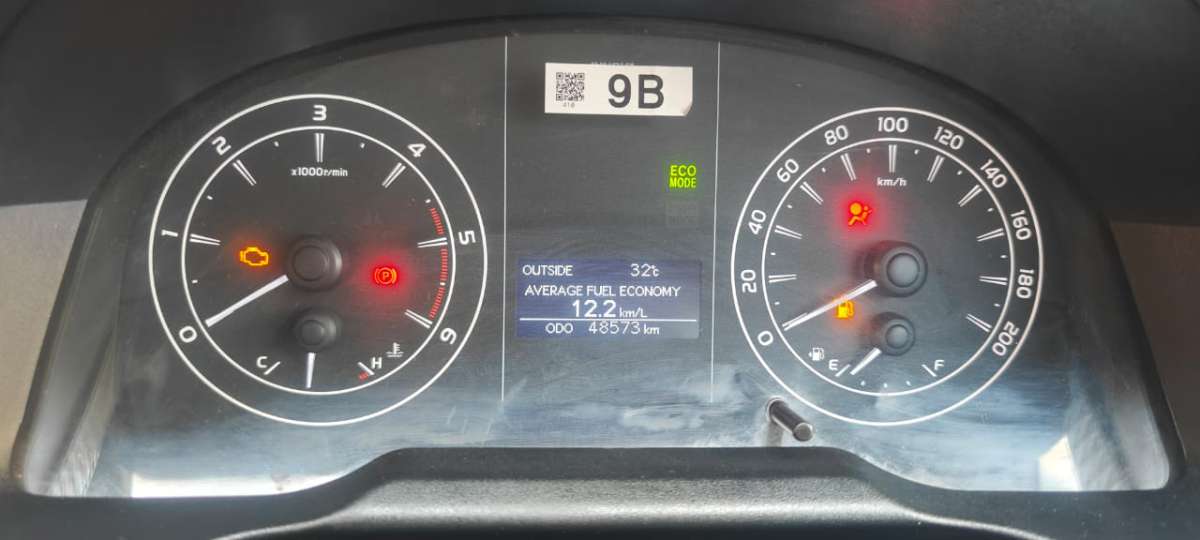 9B
410
ECO
MODE
0
1
2
3
4
5
6
x1000r/min
P
C
H
OUTSIDE 32°C
AVERAGE FUEL ECONOMY
12.2 km/L
ODO 48573 km
0
20
40
60
80
100
120
140
160
180
200
km/h
E
F